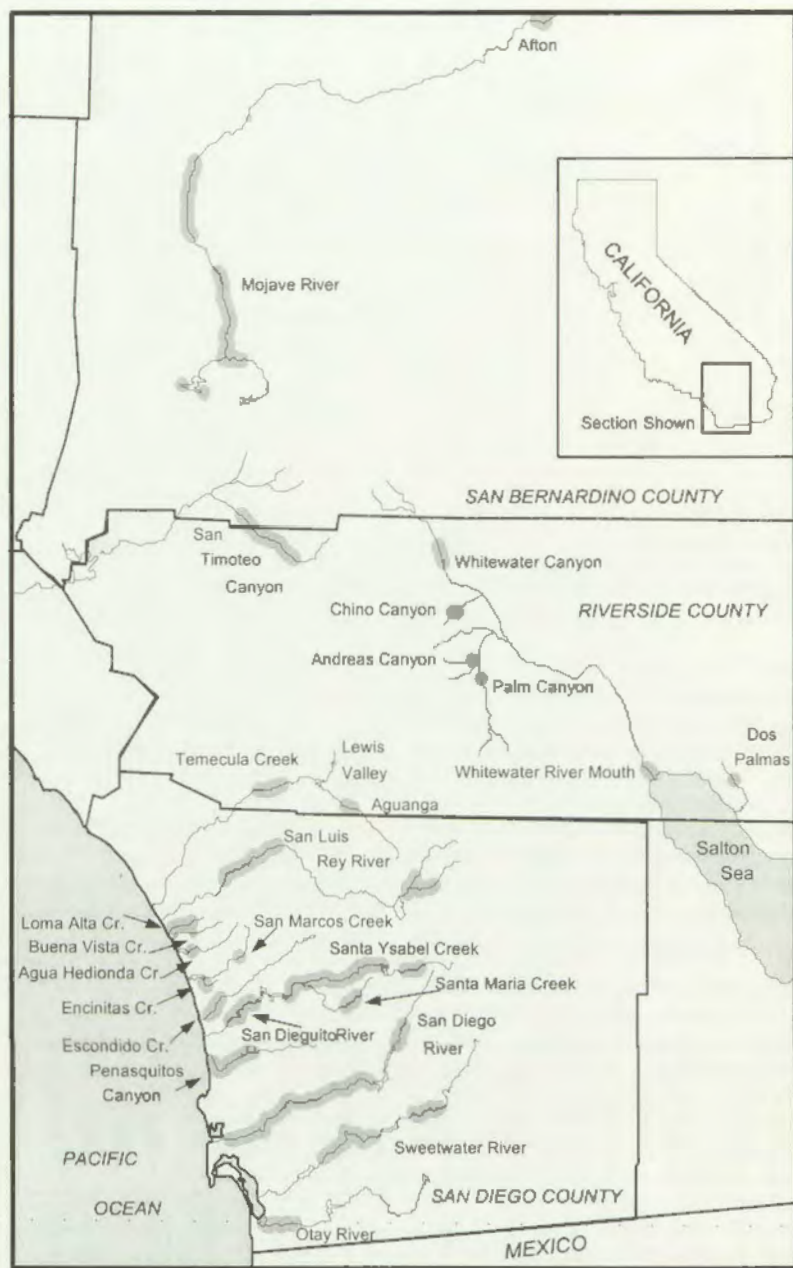 Afton
Mojave River
CALIFORNIA
Section Shown
SAN BERNARDINO COUNTY
San
Timoteo
Canyon
Whitewater Canyon
Chino Canyon
RIVERSIDE COUNTY
Andreas Canyon
Palm Canyon
Dos
Palmas
Lewis
Valley
Temecula Creek
Whitewater River Mouth
Aguanga
San Luis
Rey River
Salton
Sea
Loma Alta Cr.
San Marcos Creek
Buena Vista Cr.
Santa Ysabel Creek
Agua Hedionda Cr.
Santa Maria Creek
Encinitas Cr.
San Diego
River
San Dieguito River
Escondido Cr.
Penasquitos
Canyon
Sweetwater River
PACIFIC
OCEAN
SAN DIEGO COUNTY
Otay River
MEXICO